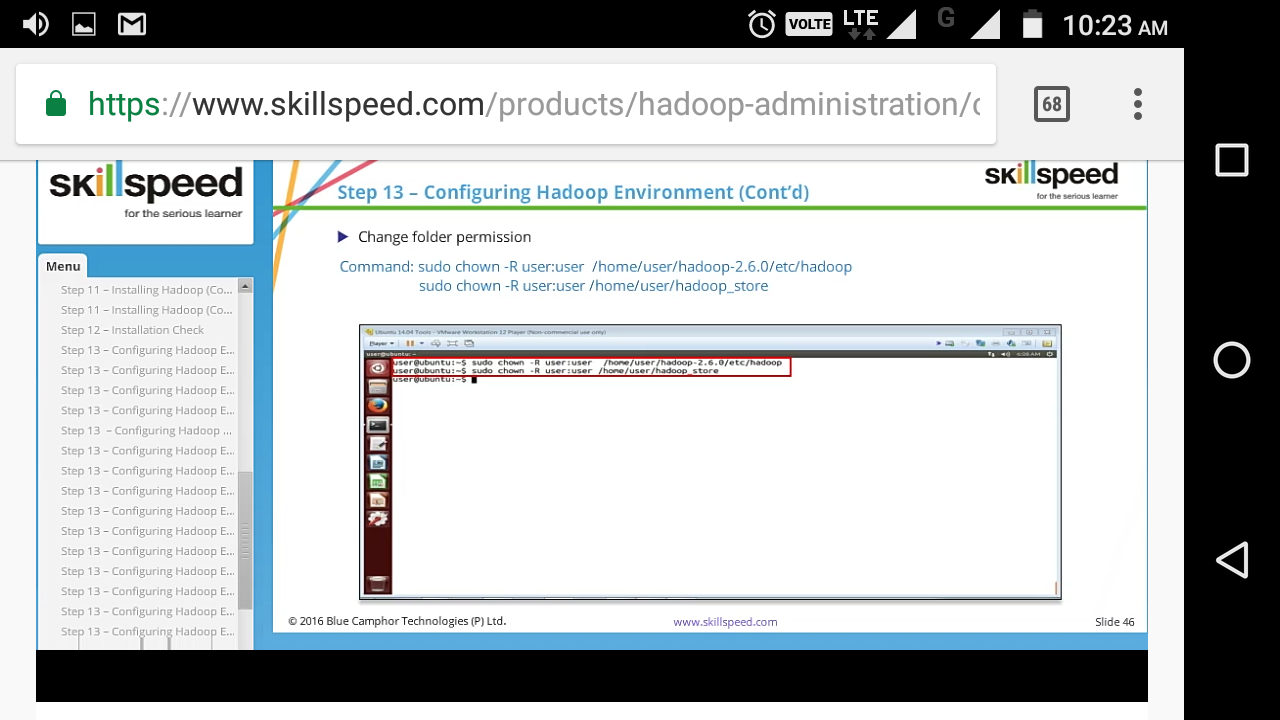 VOLTE LTE G 10:23 AM
https://www.skillspeed.com/products/hadoop-administration/
68
skillspeed
for the serious learner
Menu
Step 11 – Installing Hadoop (Co...
Step 11 – Installing Hadoop (Co...
Step 12 – Installation Check
Step 13 – Configuring Hadoop E...
Step 13 – Configuring Hadoop E...
Step 13 – Configuring Hadoop E...
Step 13 – Configuring Hadoop E...
Step 13 – Configuring Hadoop ...
Step 13 – Configuring Hadoop E...
Step 13 – Configuring Hadoop E...
Step 13 – Configuring Hadoop E...
Step 13 – Configuring Hadoop E...
Step 13 – Configuring Hadoop E...
Step 13 – Configuring Hadoop E...
Step 13 – Configuring Hadoop E...
Step 13 – Configuring Hadoop E...
Step 13 – Configuring Hadoop E...
Step 13 – Configuring Hadoop E...
Step 13 – Configuring Hadoop Environment (Cont’d)
skillspeed
for the serious learner
Change folder permission
Command: sudo chown -R user:user /home/user/hadoop-2.6.0/etc/hadoop
sudo chown -R user:user /home/user/hadoop_store
Ubuntu 14.04 Tools - VMware Workstation 12 Player (Non-commercial use only)
Player
user@ubuntu: ~
user@ubuntu:~$ sudo chown -R user:user /home/user/hadoop-2.6.0/etc/hadoop
user@ubuntu:~$ sudo chown -R user:user /home/user/hadoop_store
user@ubuntu:~$
© 2016 Blue Camphor Technologies (P) Ltd.
www.skillspeed.com
Slide 46